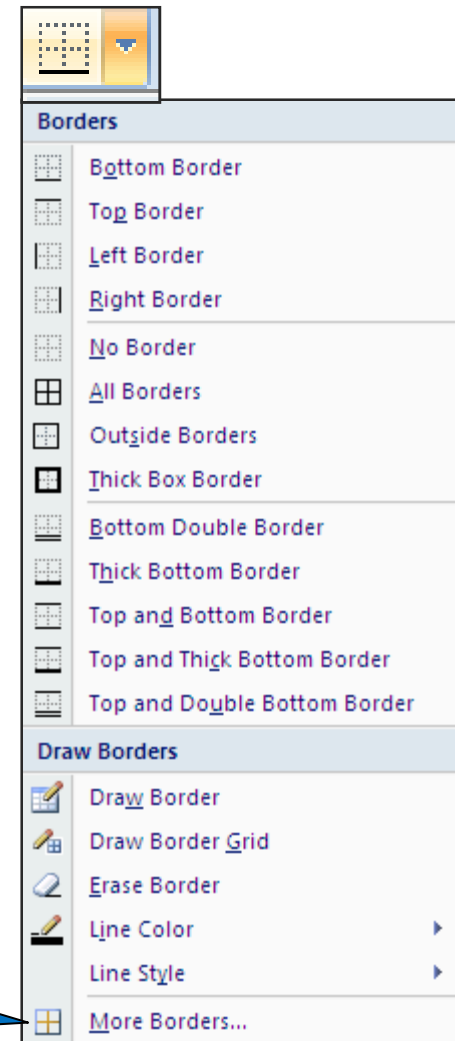 Borders
Bottom Border
Top Border
Left Border
Right Border
No Border
All Borders
Outside Borders
Thick Box Border
Bottom Double Border
Thick Bottom Border
Top and Bottom Border
Top and Thick Bottom Border
Top and Double Bottom Border
Draw Borders
Draw Border
Draw Border Grid
Erase Border
Line Color
Line Style
More Borders...